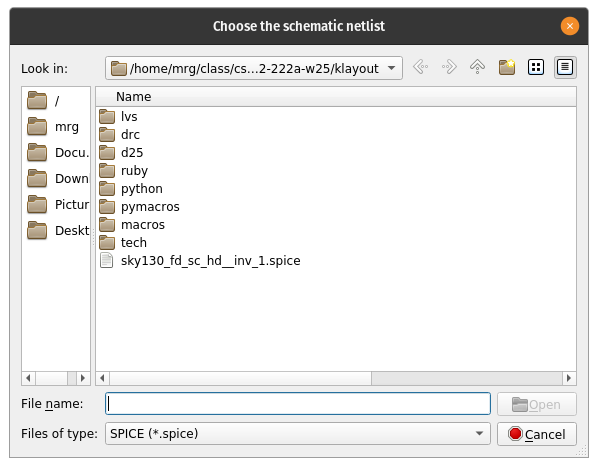 Choose the schematic netlist
Look in: /home/mrg/class/cs...2-222a-w25/klayout
/
mrg
Docu.
Down
Pictur
Deskt
Name
lvs
drc
d25
ruby
python
pymacros
macros
tech
sky130_fd_sc_hd__inv_1.spice
File name: Open
Files of type: SPICE (*.spice) Cancel